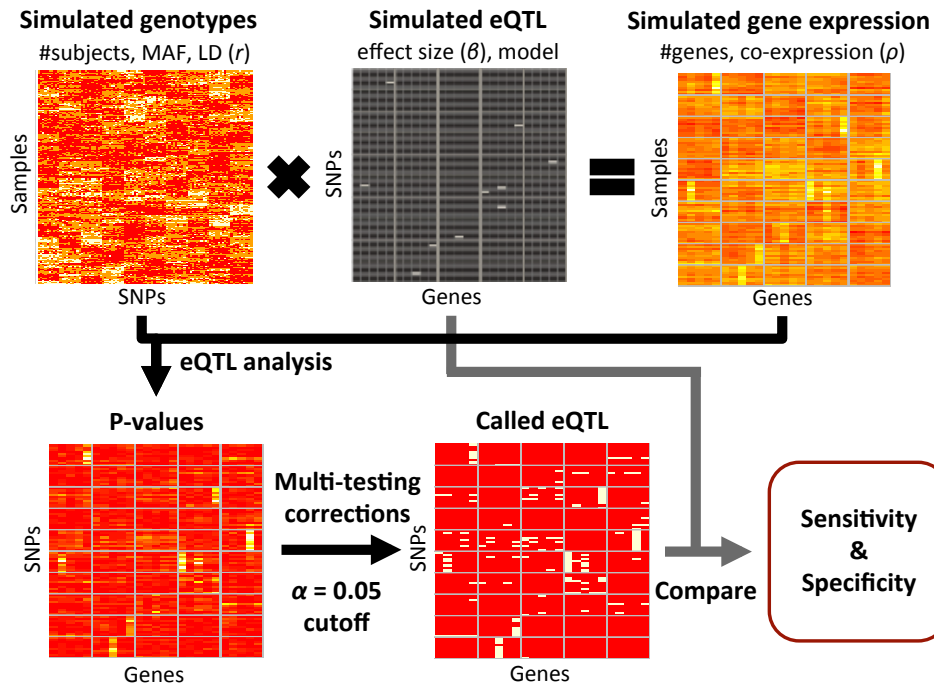 Simulated genotypes
#subjects, MAF, LD (r)
Samples
SNPs
Simulated eQTL
effect size (β), model
SNPs
Genes
Simulated gene expression
#genes, co-expression (ρ)
Samples
Genes
eQTL analysis
P-values
SNPs
Genes
Multi-testing
corrections
α = 0.05
cutoff
Called eQTL
SNPs
Genes
Compare
Sensitivity
&
Specificity